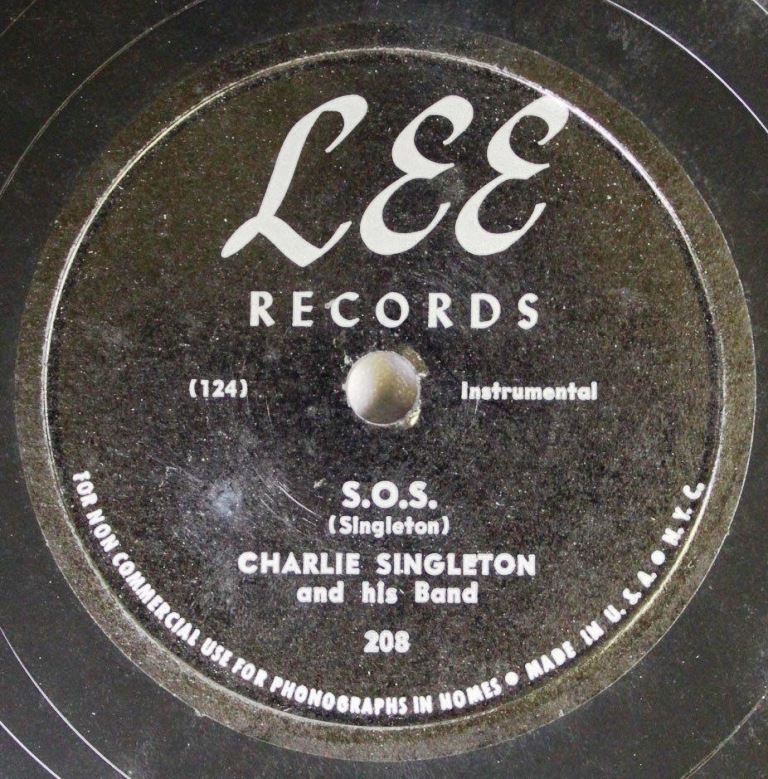 LEE
RECORDS
(124)
Instrumental
S.O.S.
(Singleton)
CHARLIE SINGLETON
and his Band
208
FOR NON COMMERCIAL USE FOR PHONOGRAPHS IN HOMES • MADE IN U. S. A. • N. Y. C.